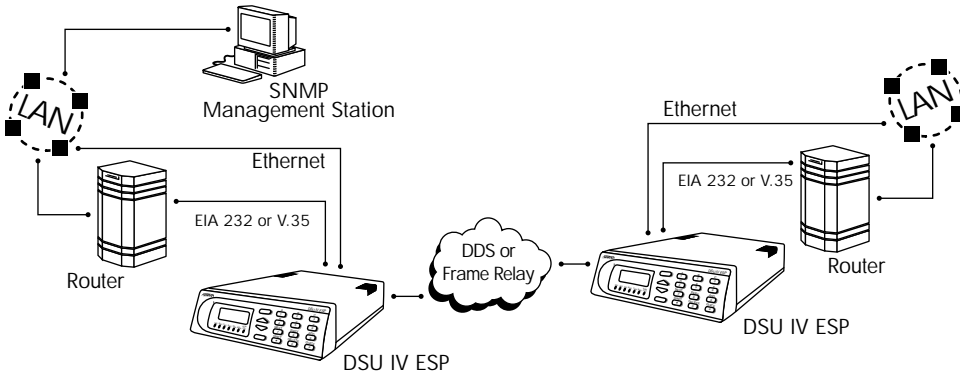 LAN
SNMP
Management Station
Ethernet
EIA 232 or V.35
Router
DSU IV ESP
DDS or
Frame Relay
Ethernet
LAN
EIA 232 or V.35
Router
DSU IV ESP